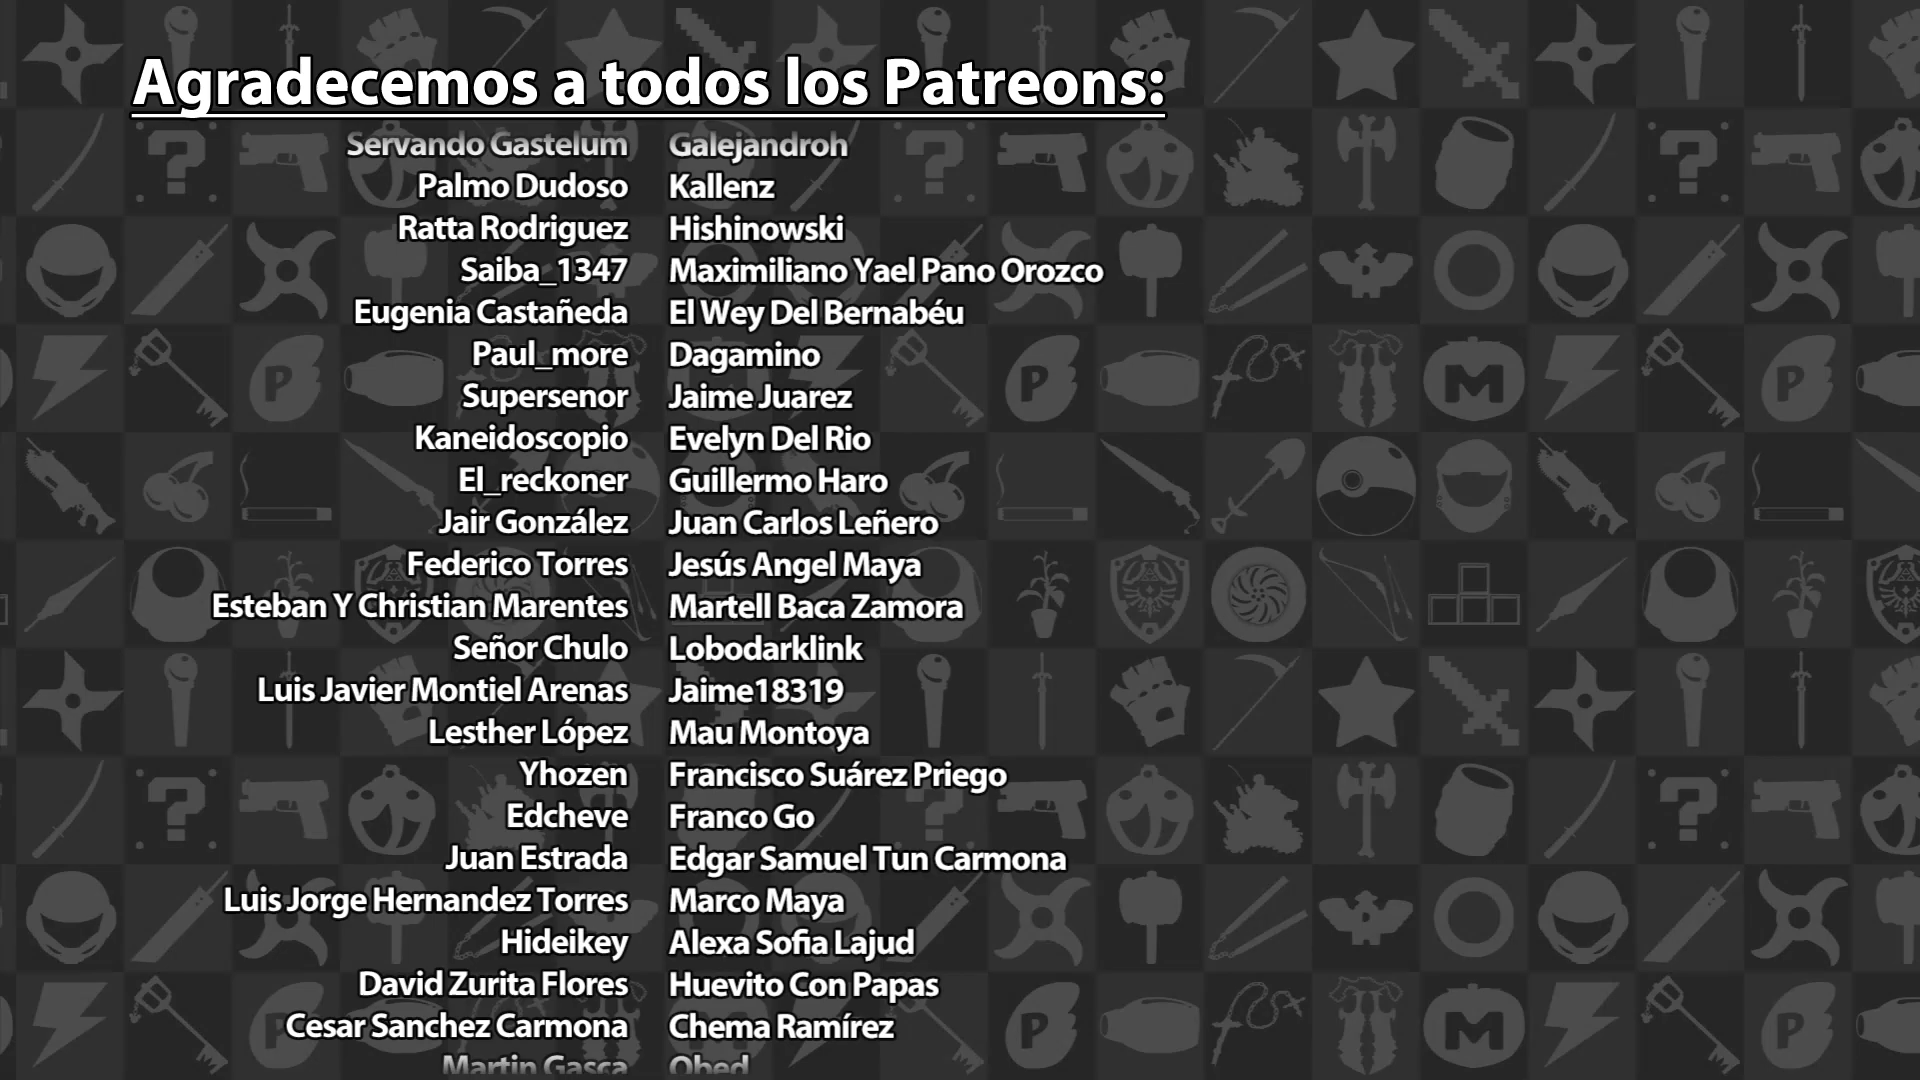 Agradecemos a todos los Patreons:
Servando Gastelum Galejandroh
Palmo Dudoso Kallenz
Ratta Rodriguez Hishinowski
Saiba_1347 Maximiliano Yael Pano Orozco
Eugenia Castañeda El Wey Del Bernabéu
Paul_more Dagamino
Supersenor Jaime Juarez
Kaneidoscopio Evelyn Del Rio
El_reckoner Guillermo Haro
Jair González Juan Carlos Leñero
Federico Torres Jesús Angel Maya
Esteban Y Christian Marentes Martell Baca Zamora
Señor Chulo Lobodarklink
Luis Javier Montiel Arenas Jaime18319
Lesther López Mau Montoya
Yhozen Francisco Suárez Priego
Edcheve Franco Go
Juan Estrada Edgar Samuel Tun Carmona
Luis Jorge Hernandez Torres Marco Maya
Hideikey Alexa Sofia Lajud
David Zurita Flores Huevito Con Papas
Cesar Sanchez Carmona Chema Ramírez
Martin Gasca Obed